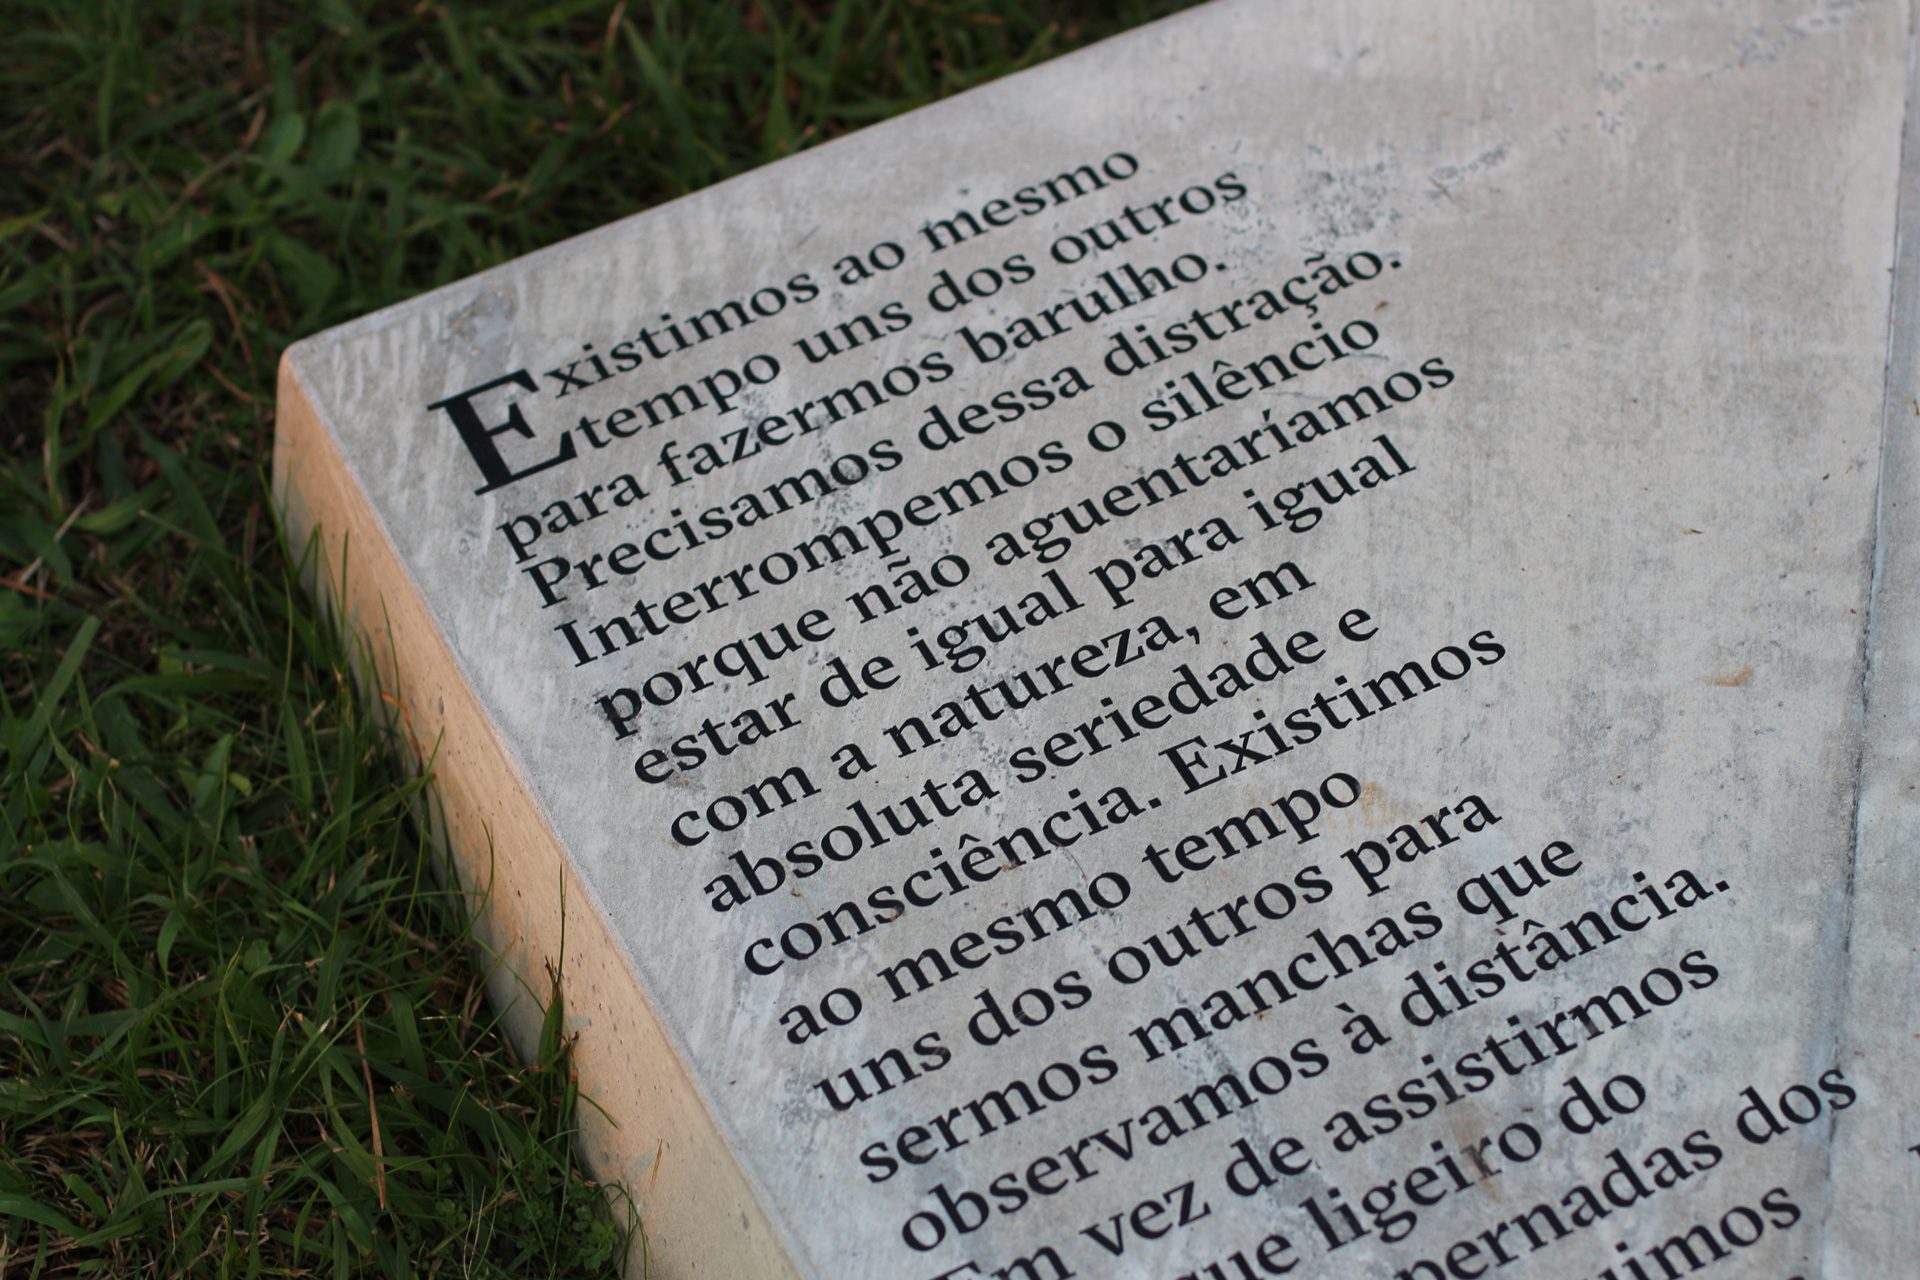 Existimos ao mesmo
tempo uns dos outros
para fazermos barulho.
Precisamos dessa distração.
Interrompemos o silêncio
porque não aguentaríamos
estar de igual para igual
com a natureza, em
absoluta seriedade e
consciência. Existimos
ao mesmo tempo
uns dos outros para
sermos manchas que
observamos à distância.
Em vez de assistirmos
que ligeiro do
pernadas dos